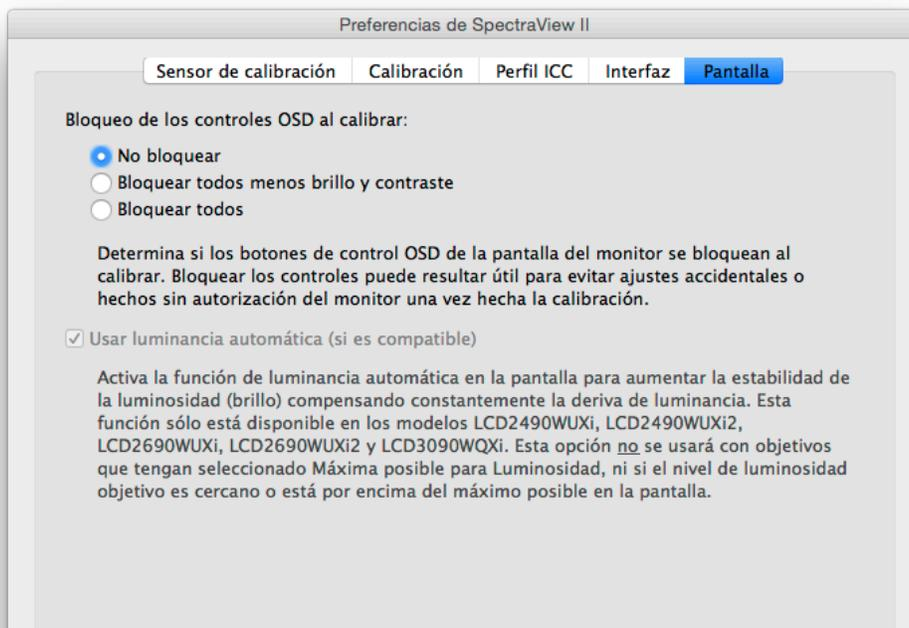 Preferencias de SpectraView II
Sensor de calibración Calibración Perfil ICC Interfaz Pantalla
Bloqueo de los controles OSD al calibrar:
No bloquear
Bloquear todos menos brillo y contraste
Bloquear todos
Determina si los botones de control OSD de la pantalla del monitor se bloquean al
calibrar. Bloquear los controles puede resultar útil para evitar ajustes accidentales o
hechos sin autorización del monitor una vez hecha la calibración.
Usar luminancia automática (si es compatible)
Activa la función de luminancia automática en la pantalla para aumentar la estabilidad de
la luminosidad (brillo) compensando constantemente la deriva de luminancia. Esta
función sólo está disponible en los modelos LCD2490WUXi, LCD2490WUXi2,
LCD2690WUXi, LCD2690WUXi2 y LCD3090WQXi. Esta opción no se usará con objetivos
que tengan seleccionado Máxima posible para Luminosidad, ni si el nivel de luminosidad
objetivo es cercano o está por encima del máximo posible en la pantalla.